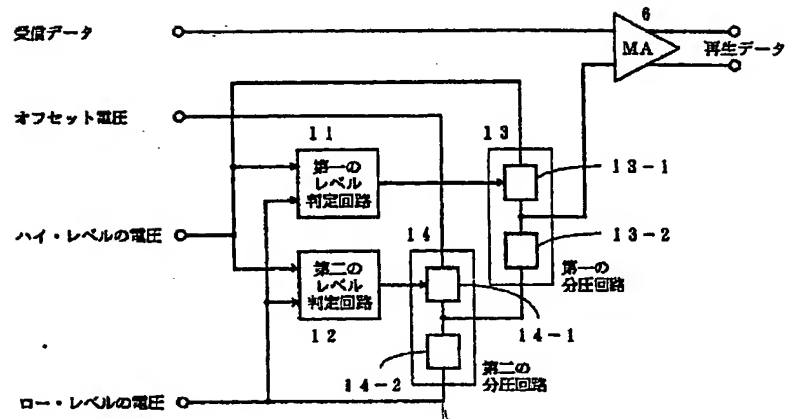 受信データ
6
MA
再生データ
オフセット電圧
11
13
第一の
レベル
判定回路
13-1
ハイ・レベルの電圧
14
13-2
第二の
レベル
判定回路
第一の
分圧回路
12
14-1
14-2
第二の
分圧回路
ロー・レベルの電圧